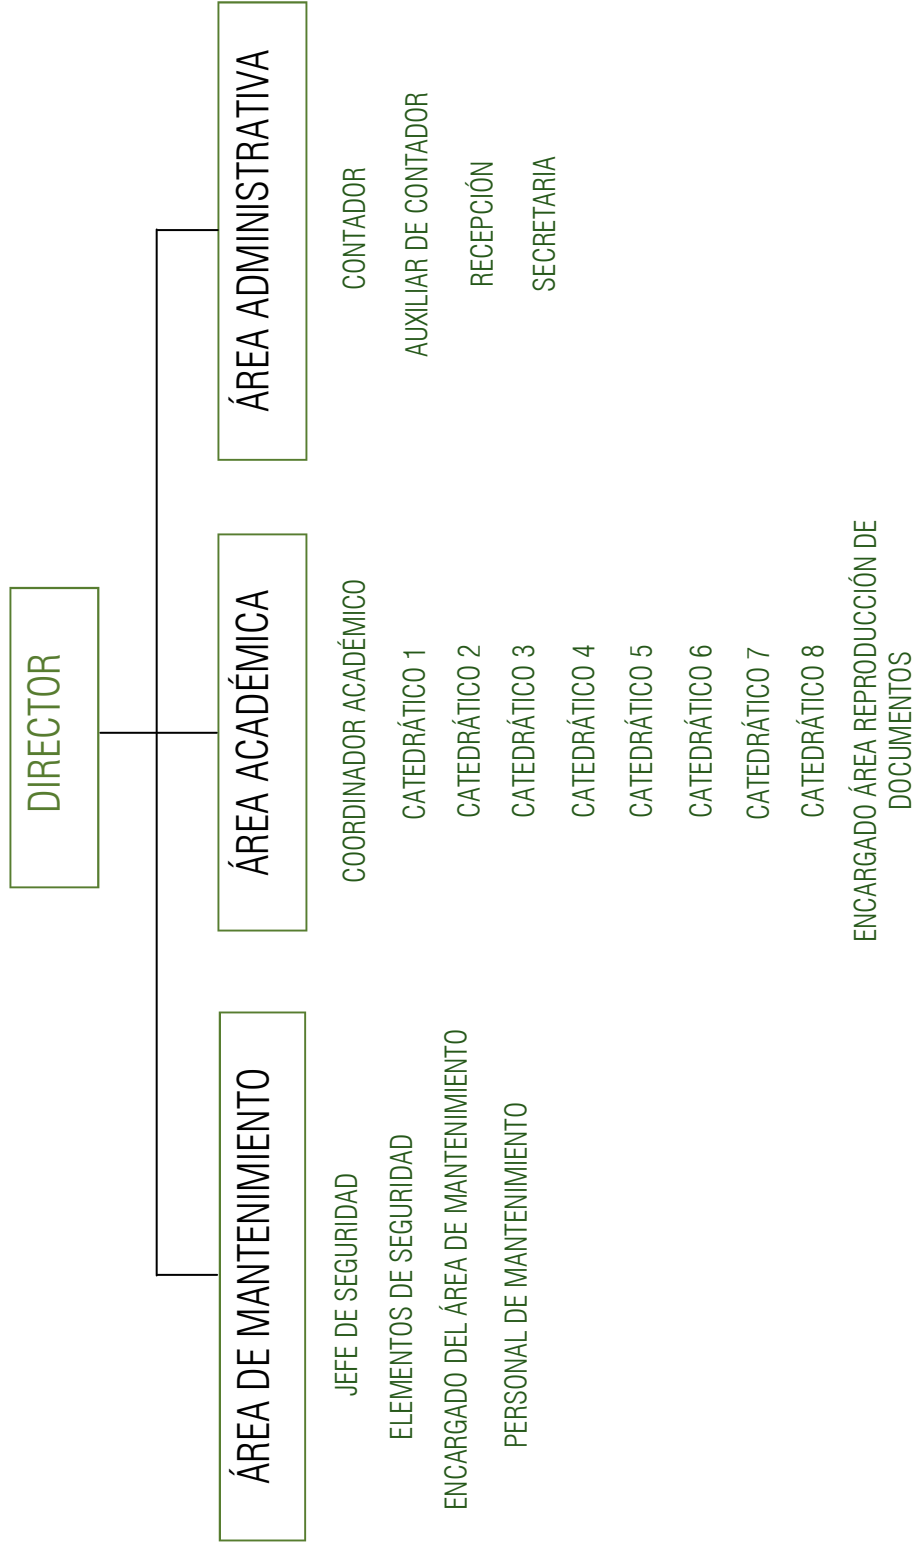 DIRECTOR
ÁREA DE MANTENIMIENTO
JEFE DE SEGURIDAD
ELEMENTOS DE SEGURIDAD
ENCARGADO DEL ÁREA DE MANTENIMIENTO
PERSONAL DE MANTENIMIENTO
ÁREA ACADÉMICA
COORDINADOR ACADÉMICO
CATEDRÁTICO 1
CATEDRÁTICO 2
CATEDRÁTICO 3
CATEDRÁTICO 4
CATEDRÁTICO 5
CATEDRÁTICO 6
CATEDRÁTICO 7
CATEDRÁTICO 8
ENCARGADO ÁREA REPRODUCCIÓN DE
DOCUMENTOS
ÁREA ADMINISTRATIVA
CONTADOR
AUXILIAR DE CONTADOR
RECEPCIÓN
SECRETARIA